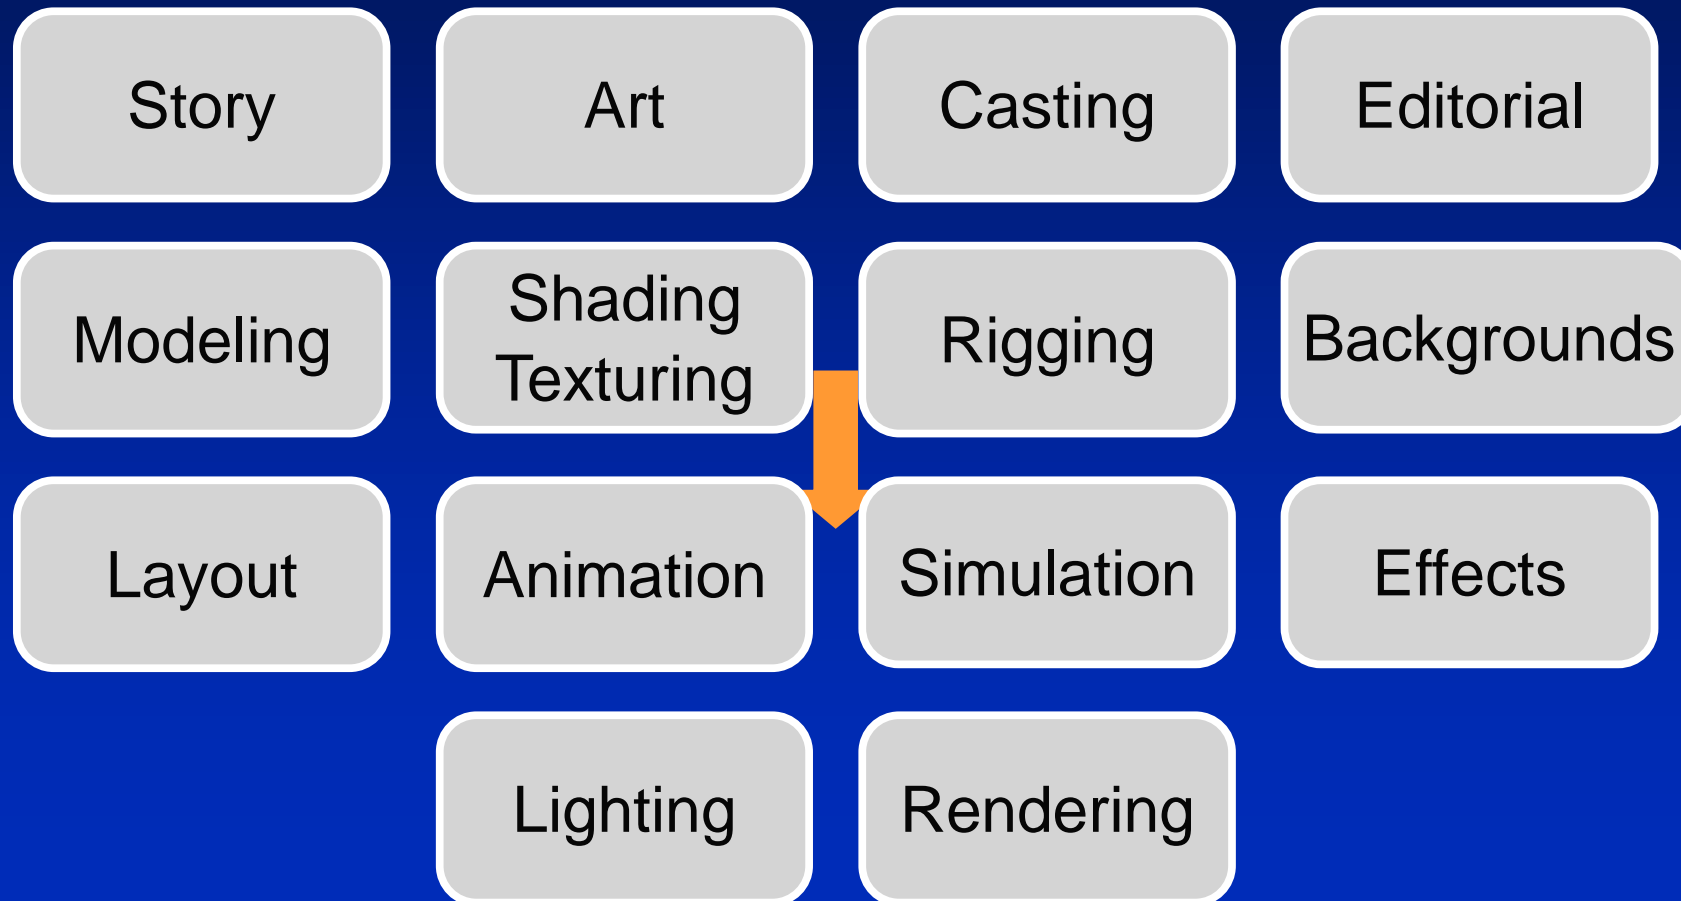 Story
Art
Casting
Editorial
Modeling
Shading
Texturing
Rigging
Backgrounds
Layout
Animation
Simulation
Effects
Lighting
Rendering